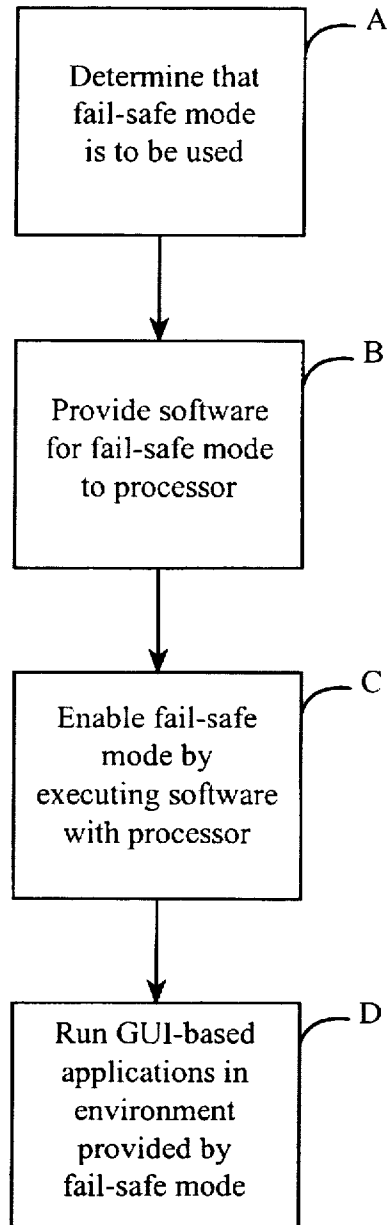 A
Determine that
fail-safe mode
is to be used
B
Provide software
for fail-safe mode
to processor
C
Enable fail-safe
mode by
executing software
with processor
D
Run GUI-based
applications in
environment
provided by
fail-safe mode